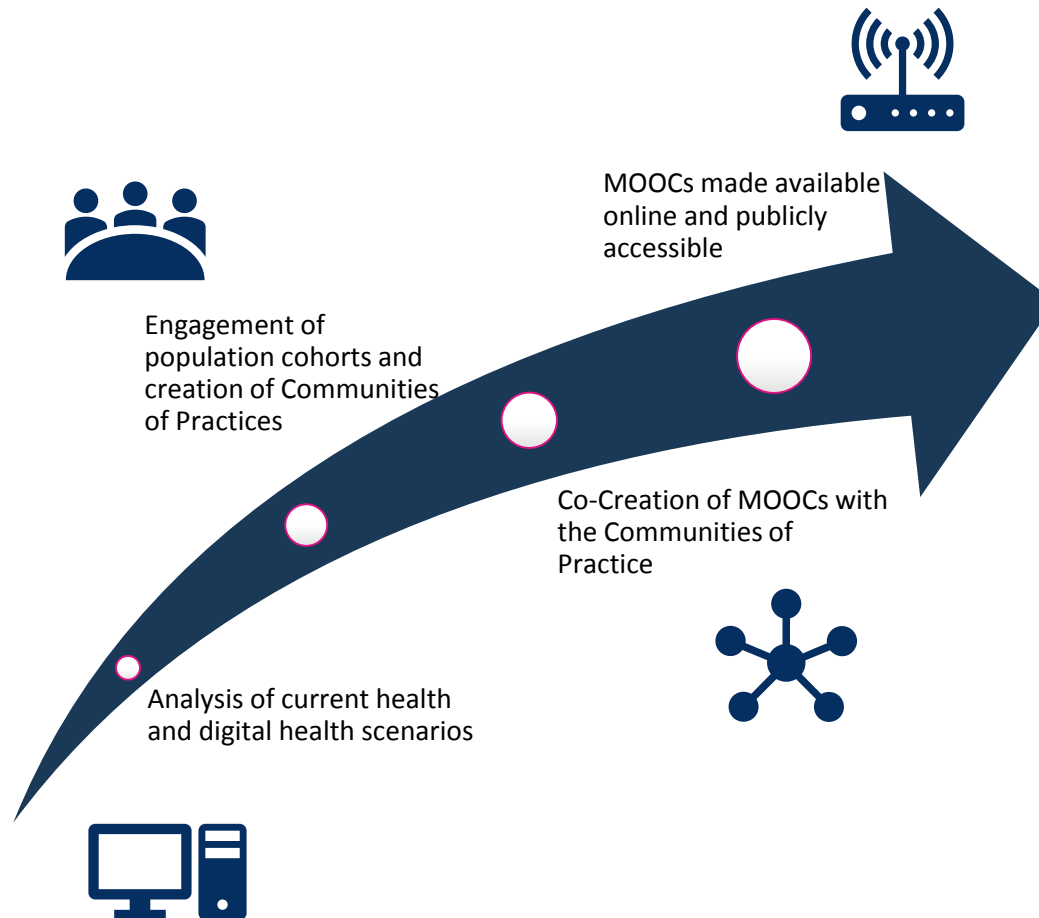 MOOCs made available
online and publicly
accessible
Engagement of
population cohorts and
creation of Communities
of Practices
Co-Creation of MOOCs with
the Communities of
Practice
Analysis of current health
and digital health scenarios